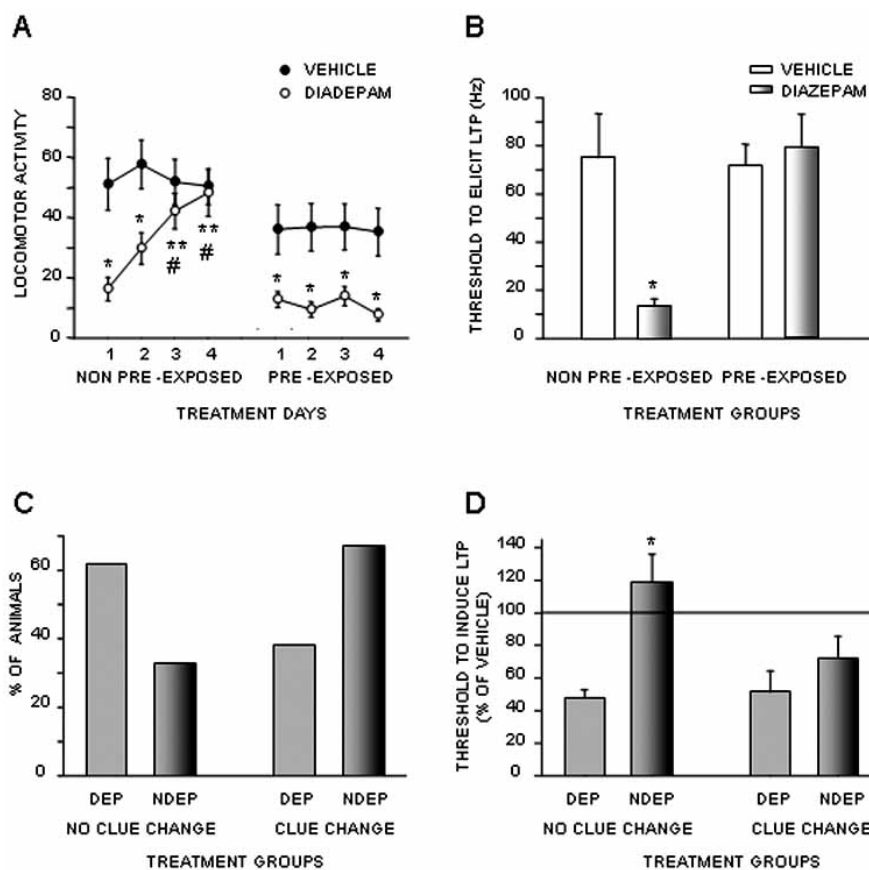 A
VEHICLE
DIADEPAM
LOCOMOTOR ACTIVITY
80
60
40
20
0
*
*
**
#
**
#
*
*
*
*
1 2 3 4 1 2 3 4
NON PRE -EXPOSED PRE -EXPOSED
TREATMENT DAYS
B
VEHICLE
DIAZEPAM
THRESHOLD TO ELICIT LTP (Hz)
100
80
60
40
20
0
*
NON PRE -EXPOSED PRE -EXPOSED
TREATMENT GROUPS
C
% OF ANIMALS
60
40
20
0
DEP NDEP DEP NDEP
NO CLUE CHANGE CLUE CHANGE
TREATMENT GROUPS
D
THRESHOLD TO INDUCE LTP
(% OF VEHICLE)
140
120
100
80
60
40
20
0
*
DEP NDEP DEP NDEP
NO CLUE CHANGE CLUE CHANGE
TREATMENT GROUPS